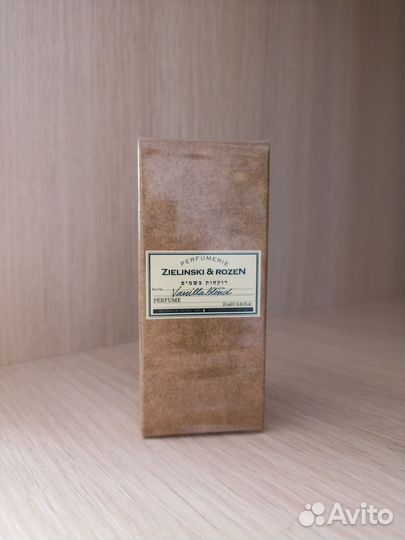 PERFUMERIE
ZIELINSKI & ROZEN
רוקחות בשמים
Vanilla Blend
PERFUME
Avito